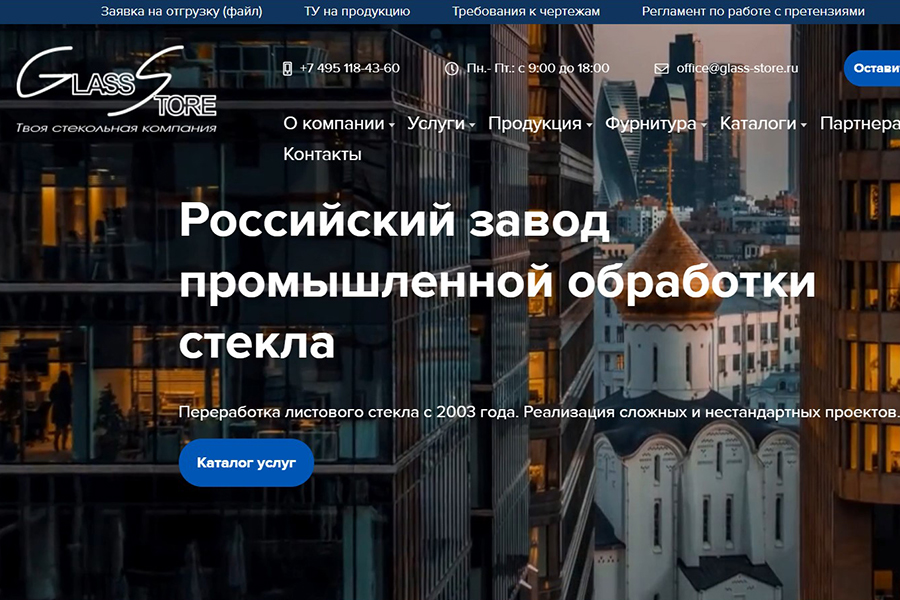 Заявка на отгрузку (файл) ТУ на продукцию Требования к чертежам Регламент по работе с претензиями
GLASS STORE
Твоя стекольная компания
+7 495 118-43-60 Пн.- Пт.: с 9:00 до 18:00 office@glass-store.ru Оставит
О компании Услуги Продукция Фурнитура Каталоги Партнера
Контакты
Российский завод
промышленной обработки
стекла
Переработка листового стекла с 2003 года. Реализация сложных и нестандартных проектов.
Каталог услуг